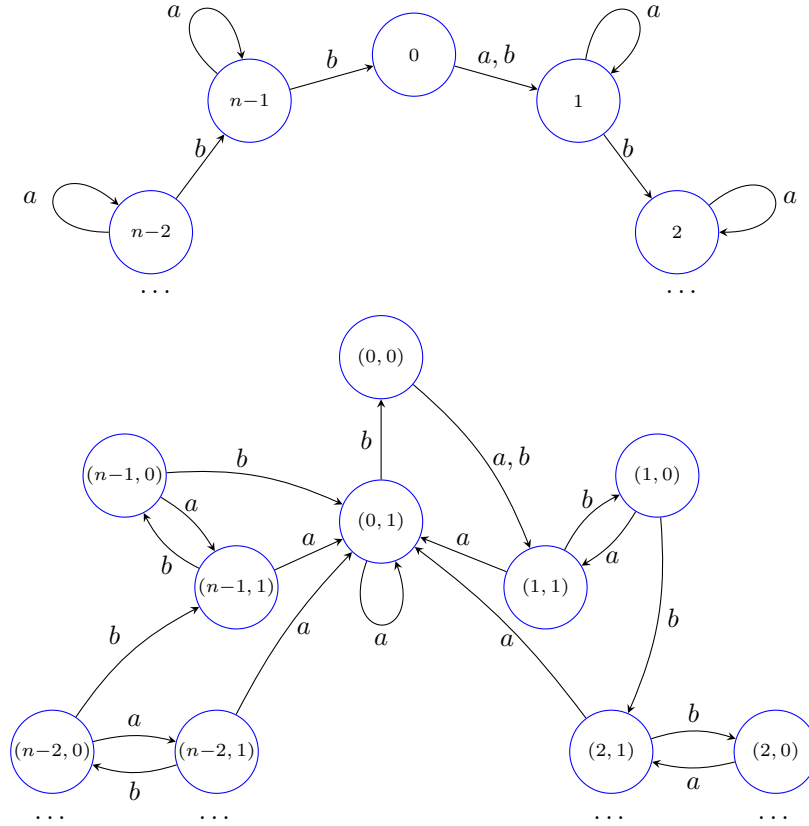 a b 0 a, b a
n−1 1
b b
a n−2 2 a
... ...
(0, 0)
b a, b
(n−1, 0) b (1, 0)
a (0, 1) a b a
b (n−1, 1) a (1, 1) b
b a a a
(n−2, 0) a (n−2, 1) (2, 1) b (2, 0)
b a
... ... ... ...